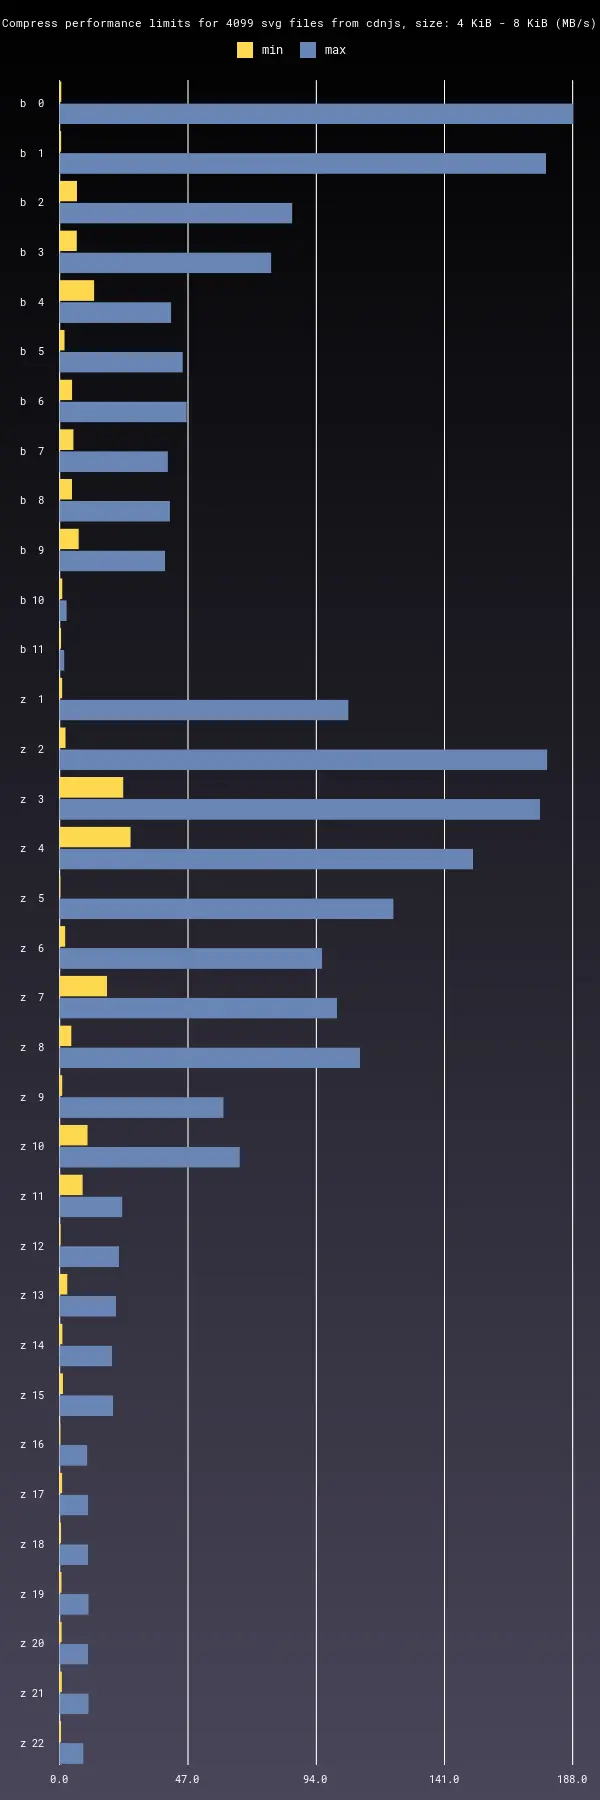 Compress performance limits for 4099 svg files from cdnjs, size: 4 KiB - 8 KiB (MB/s)
min max
b 0
b 1
b 2
b 3
b 4
b 5
b 6
b 7
b 8
b 9
b 10
b 11
z 1
z 2
z 3
z 4
z 5
z 6
z 7
z 8
z 9
z 10
z 11
z 12
z 13
z 14
z 15
z 16
z 17
z 18
z 19
z 20
z 21
z 22
0.0 47.0 94.0 141.0 188.0